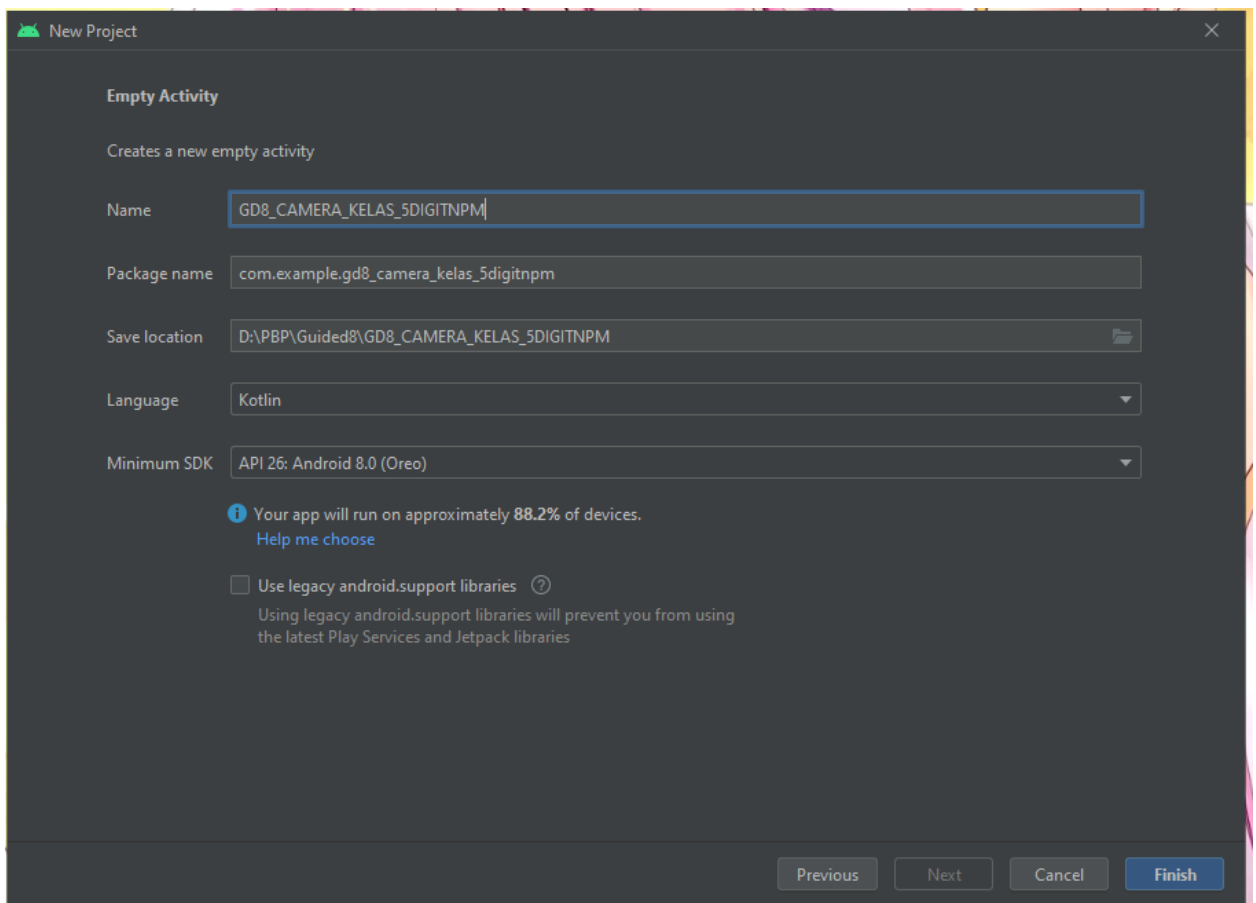 New Project
Empty Activity
Creates a new empty activity
Name GD8_CAMERA_KELAS_5DIGITNPM
Package name com.example.gd8_camera_kelas_5digitnpm
Save location D:\PBP\Guided8\GD8_CAMERA_KELAS_5DIGITNPM
Language Kotlin
Minimum SDK API 26: Android 8.0 (Oreo)
Your app will run on approximately 88.2% of devices.
Help me choose
Use legacy android.support libraries
Using legacy android.support libraries will prevent you from using
the latest Play Services and Jetpack libraries
Previous Next Cancel Finish